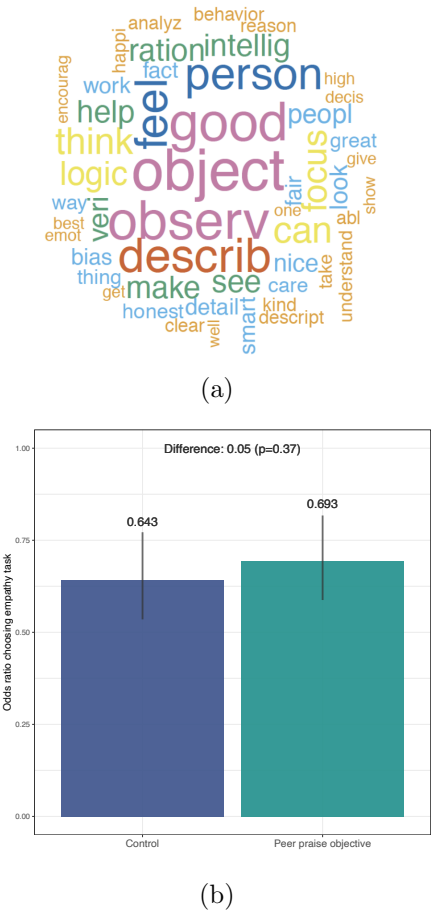 behavior
analyz
reason
happi
ration
intellig
encourag
fact
person
high
work
feel
decis
help
good
peopl
think
focus
great
logic
object
fair
look
give
way
veri
show
best
observ
one
abl
emot
can
bias
describ
nice
take
understand
thing
see
care
get
make
kind
honest
detail
smart
descript
clear
well
(a)
Difference: 0.05 (p=0.37)
1.00
0.693
0.643
0.75
Odds ratio choosing empathy task
0.50
0.25
0.00
Control
Peer praise objective
(b)